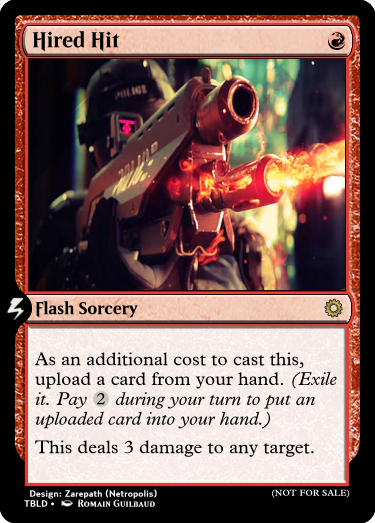 Hired Hit
POLICE
POLICE
Flash Sorcery
As an additional cost to cast this,
upload a card from your hand. (Exile
it. Pay 2 during your turn to put an
uploaded card into your hand.)
This deals 3 damage to any target.
Design: Zarepath (Netropolis)
TBLD • Romain Guilbaud
(NOT FOR SALE)